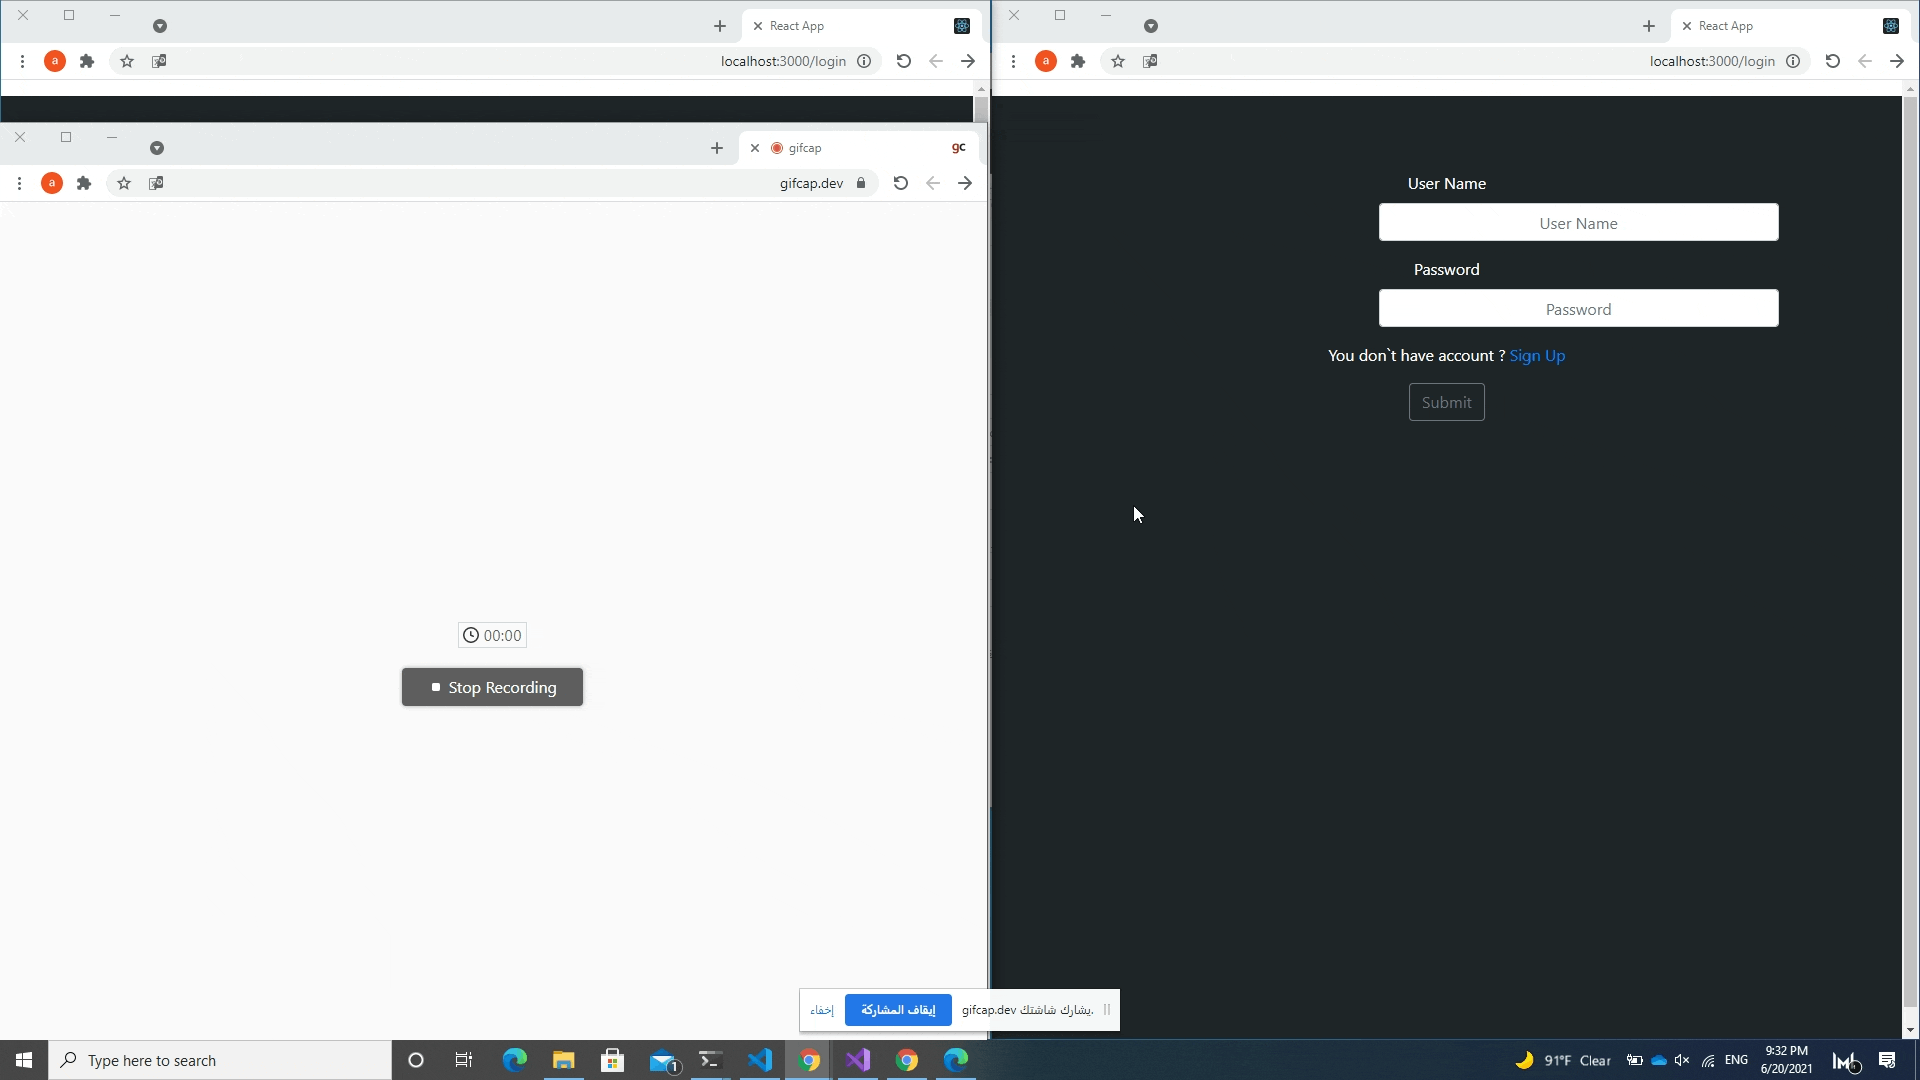 React App
a
localhost:3000/login
gifcap
gc
a
gifcap.dev
00:00
Stop Recording
React App
a
localhost:3000/login
User Name
User Name
Password
Password
You don`t have account ? Sign Up
Submit
يشارك شاشتك gifcap.dev.
إيقاف المشاركة
إخفاء
Type here to search
1
91°F Clear
ENG
9:32 PM
6/20/2021